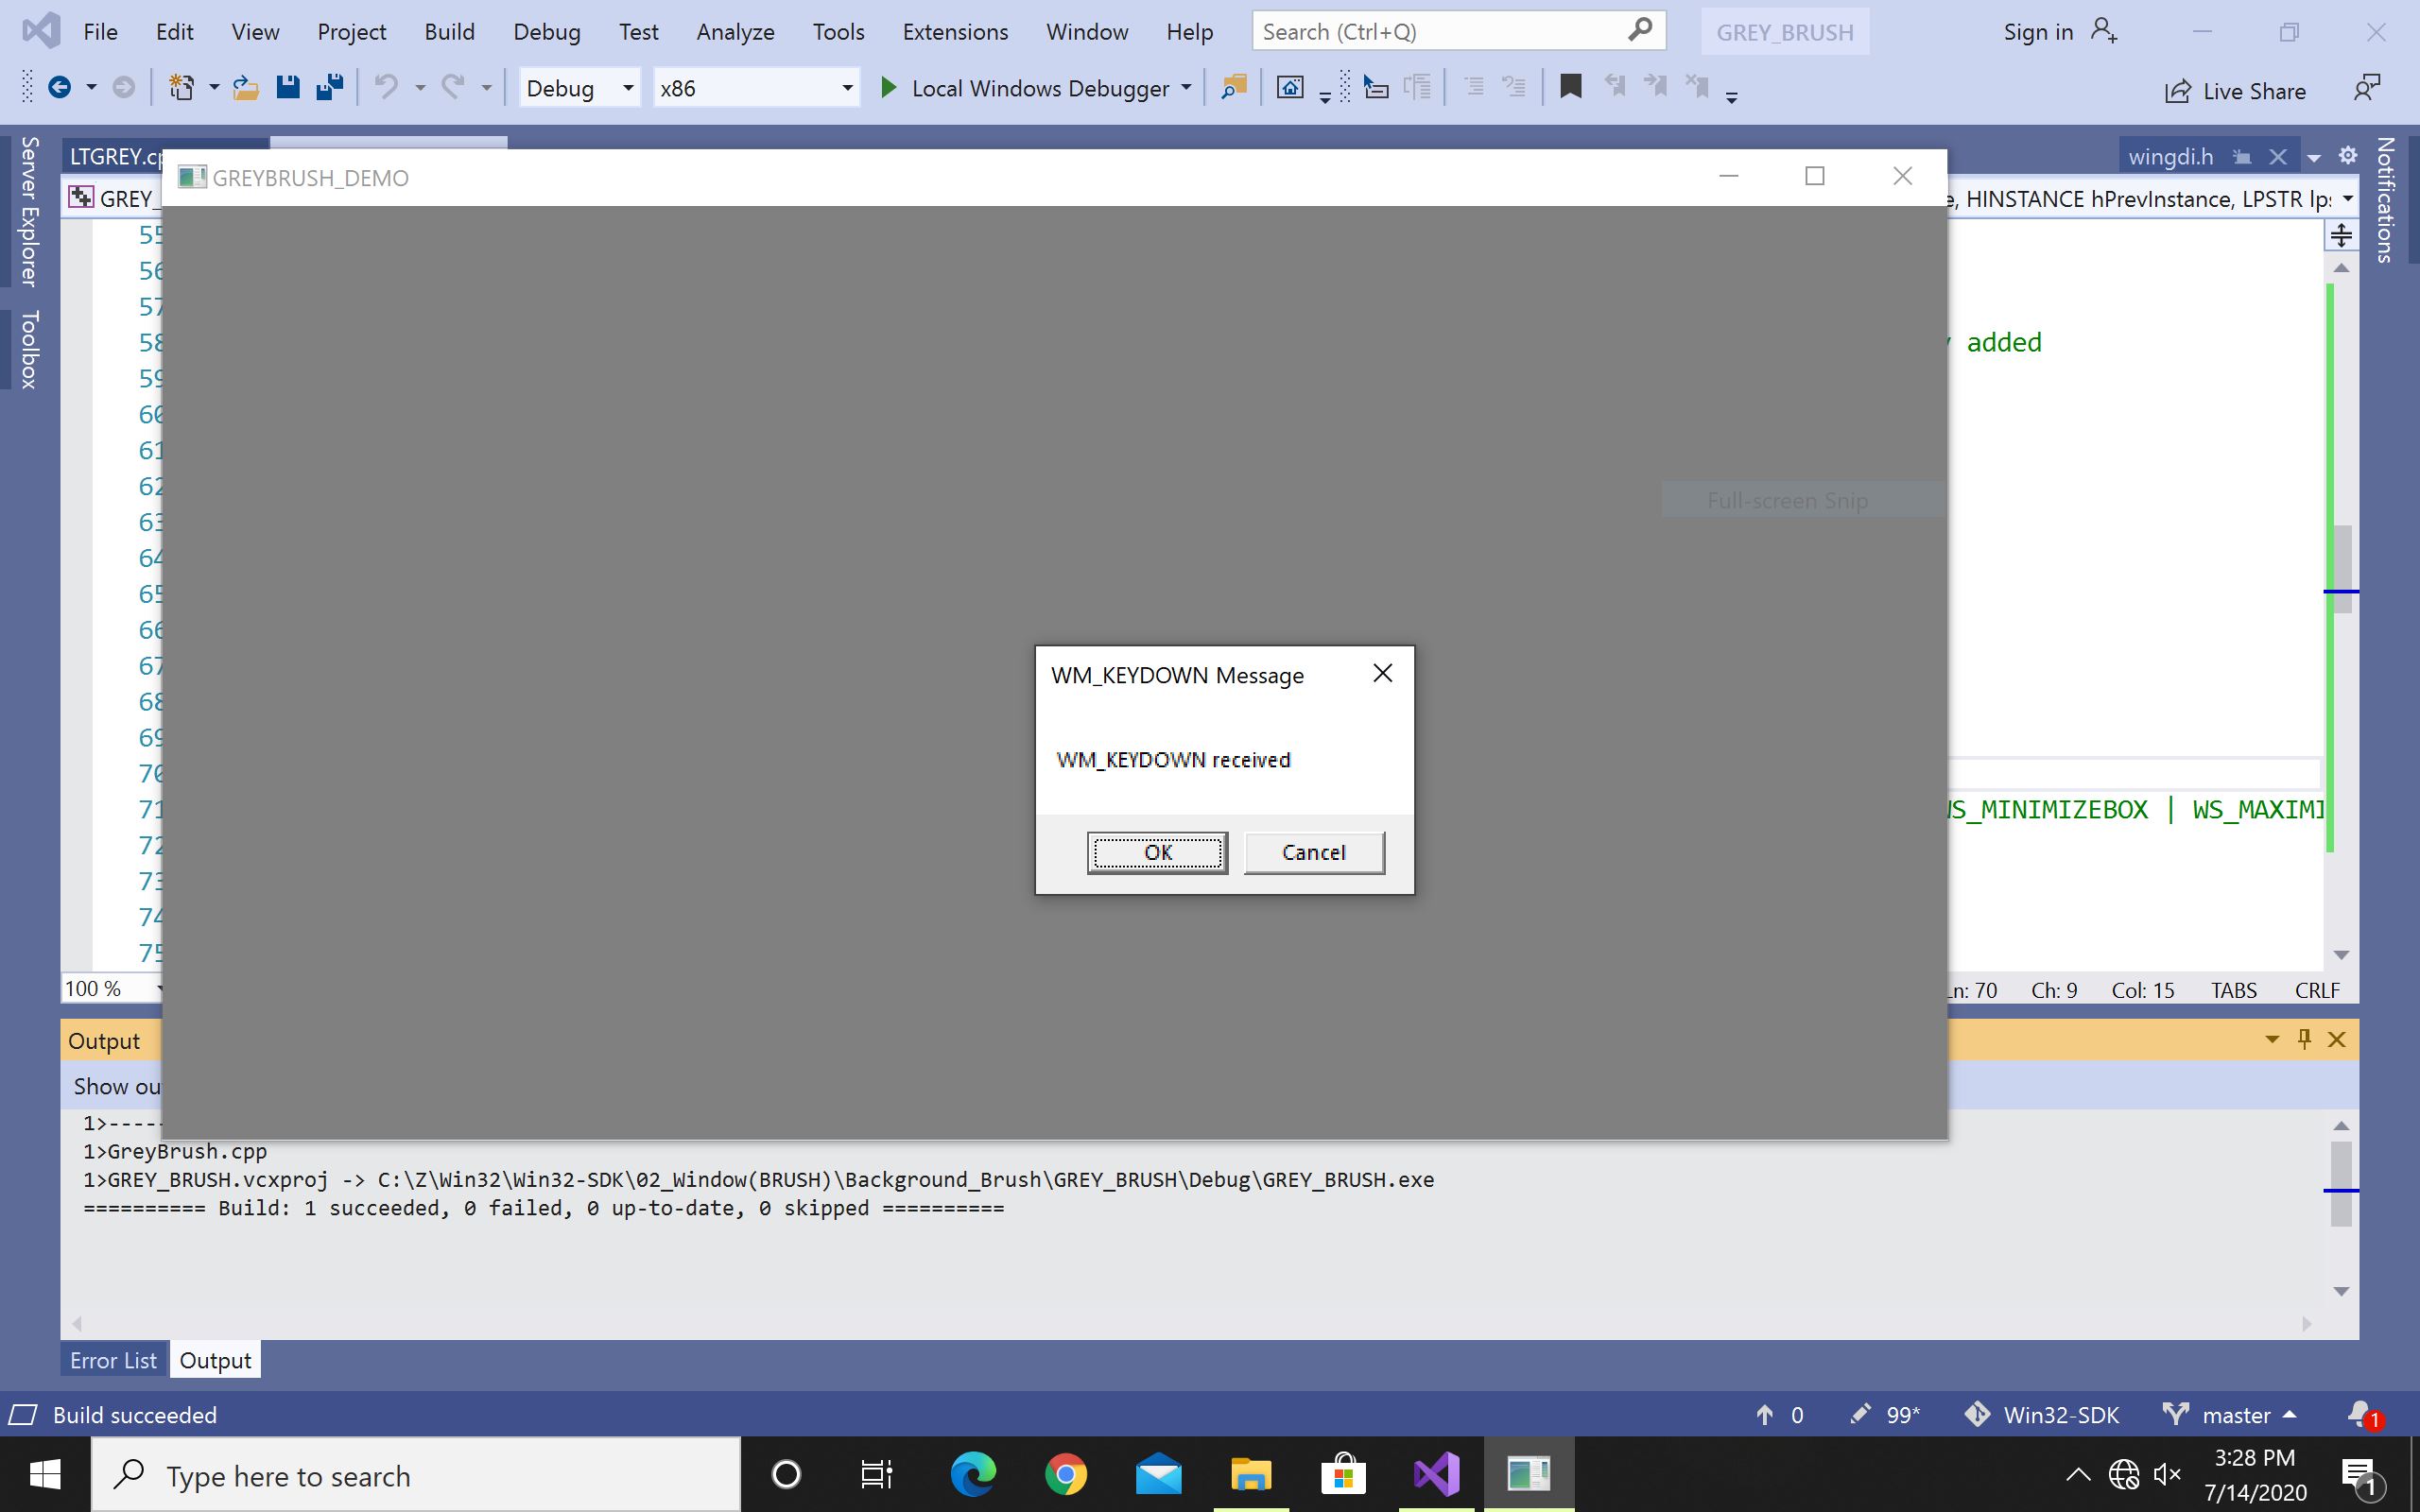 File Edit View Project Build Debug Test Analyze Tools Extensions Window Help Search (Ctrl+Q) GREY_BRUSH Sign in
Debug x86 Local Windows Debugger Live Share
Server Explorer
Toolbox
Notifications
LTGREY.cp wingdi.h
GREYBRUSH_DEMO
GREY_ HINSTANCE hPrevInstance, LPSTR lp
55
56
57
58 added
59
60
61
62
Full-screen Snip
63
64
65
66
67
WM_KEYDOWN Message
68
69
WM_KEYDOWN received
70
71 WS_MINIMIZEBOX | WS_MAXIMI
72
OK Cancel
73
74
75
100 % Ln: 70 Ch: 9 Col: 15 TABS CRLF
Output
Show ou
1>-----
1>GreyBrush.cpp
1>GREY_BRUSH.vcxproj -> C:\Z\Win32\Win32-SDK\02_Window(BRUSH)\Background_Brush\GREY_BRUSH\Debug\GREY_BRUSH.exe
========== Build: 1 succeeded, 0 failed, 0 up-to-date, 0 skipped ==========
Error List Output
Build succeeded 0 99* Win32-SDK master 1
Type here to search
3:28 PM
7/14/2020
1